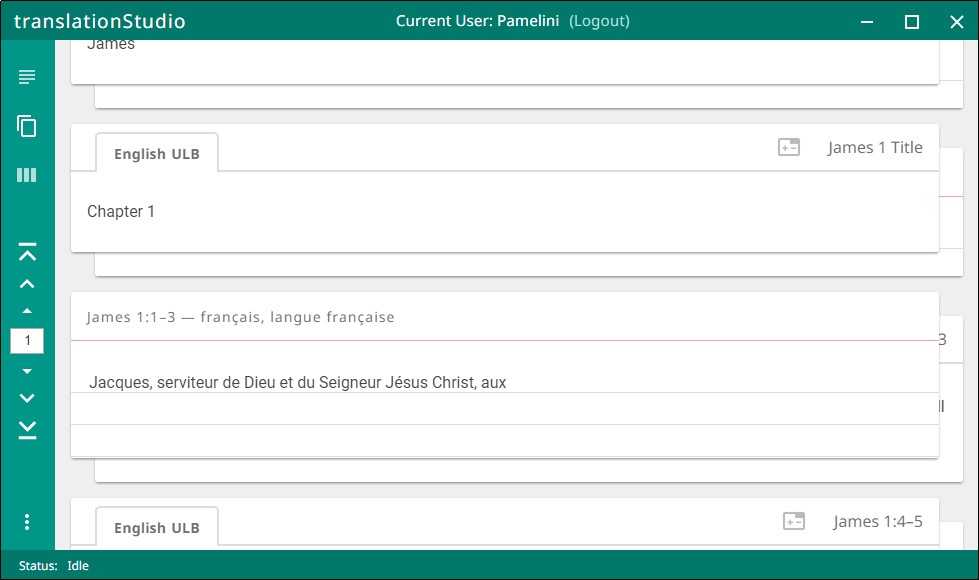 translationStudio
Current User: Pamelini (Logout)
James
English ULB
James 1 Title
Chapter 1
James 1:1–3 — français, langue française
3
Jacques, serviteur de Dieu et du Seigneur Jésus Christ, aux
ll
1
English ULB
James 1:4–5
Status: Idle